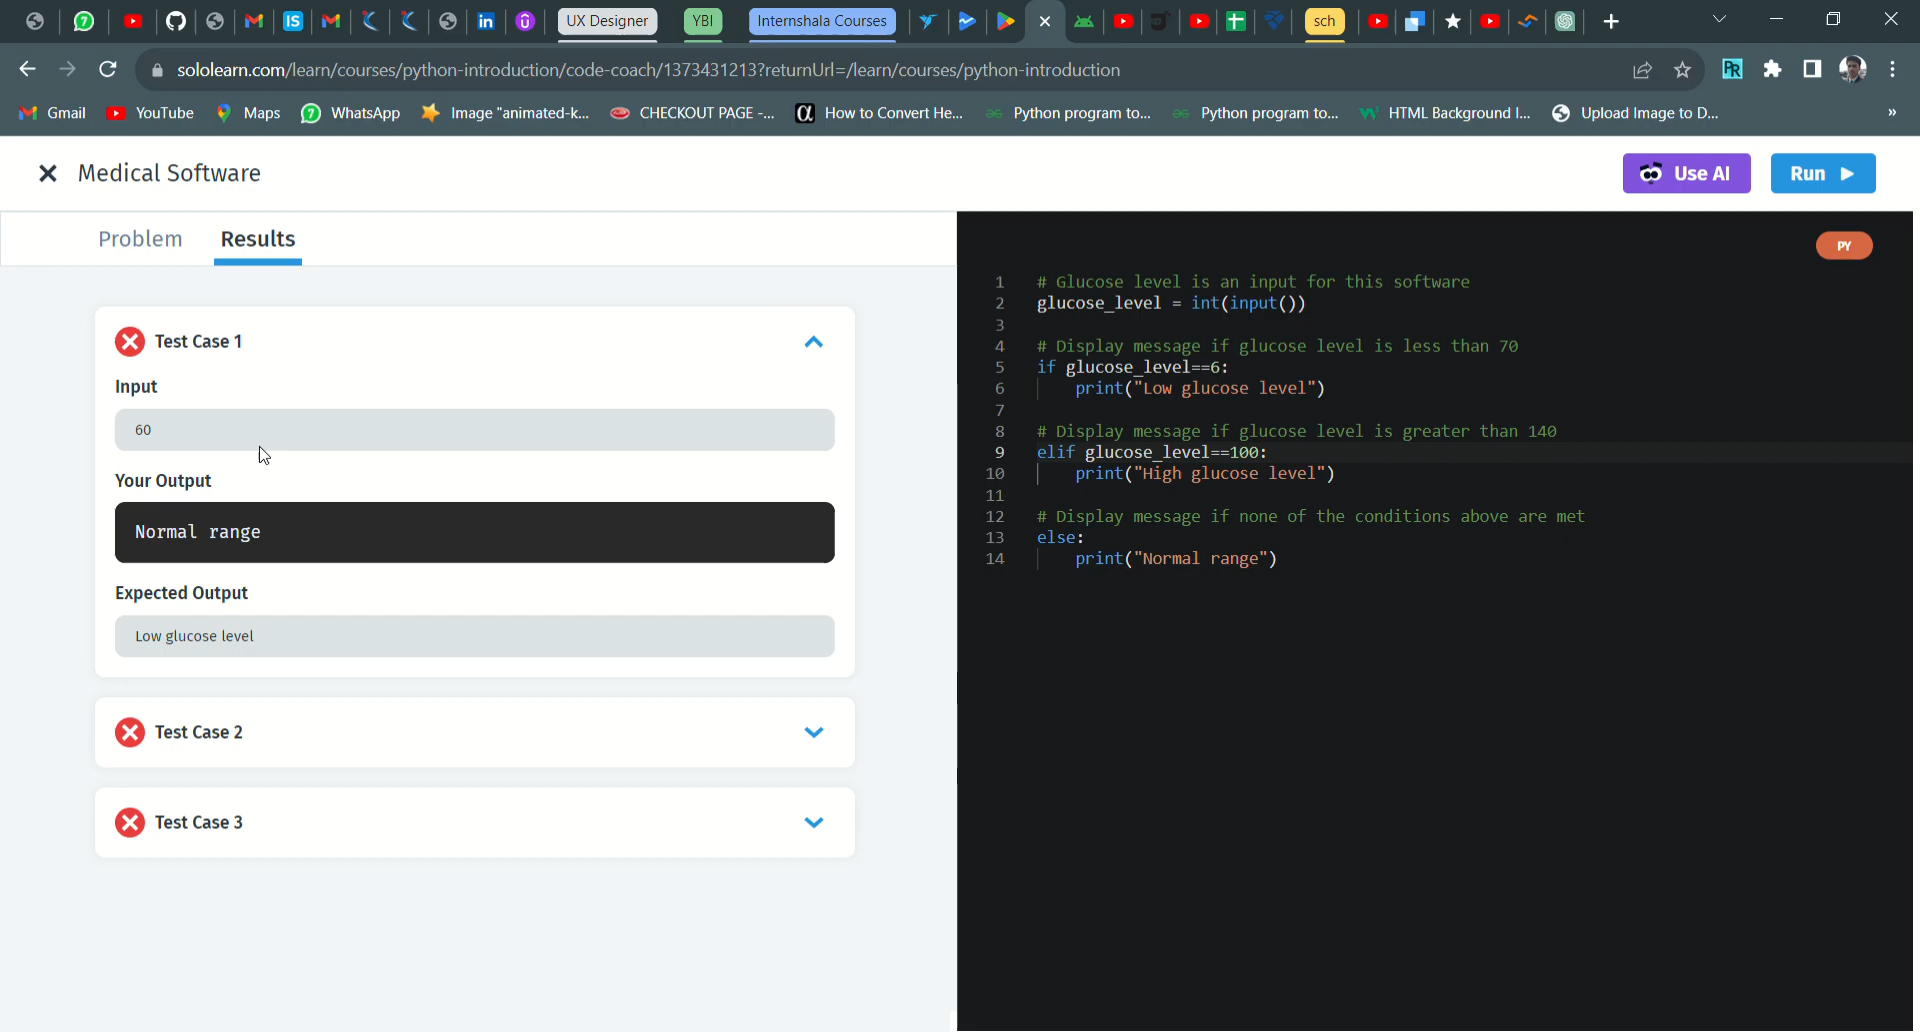 UX Designer
YBI
Internshala Courses
sch
sololearn.com/learn/courses/python-introduction/code-coach/1373431213?returnUrl=/learn/courses/python-introduction
PR
Gmail
YouTube
Maps
WhatsApp
Image "animated-k...
CHECKOUT PAGE -...
How to Convert He...
Python program to...
Python program to...
HTML Background I...
Upload Image to D...
»
Medical Software
Use AI
Run
Problem
Results
Test Case 1
Input
60
Your Output
Normal range
Expected Output
Low glucose level
Test Case 2
Test Case 3
PY
1 # Glucose level is an input for this software
2 glucose_level = int(input())
3
4 # Display message if glucose level is less than 70
5 if glucose_level==6:
6 print("Low glucose level")
7
8 # Display message if glucose level is greater than 140
9 elif glucose_level==100:
10 print("High glucose level")
11
12 # Display message if none of the conditions above are met
13 else:
14 print("Normal range")